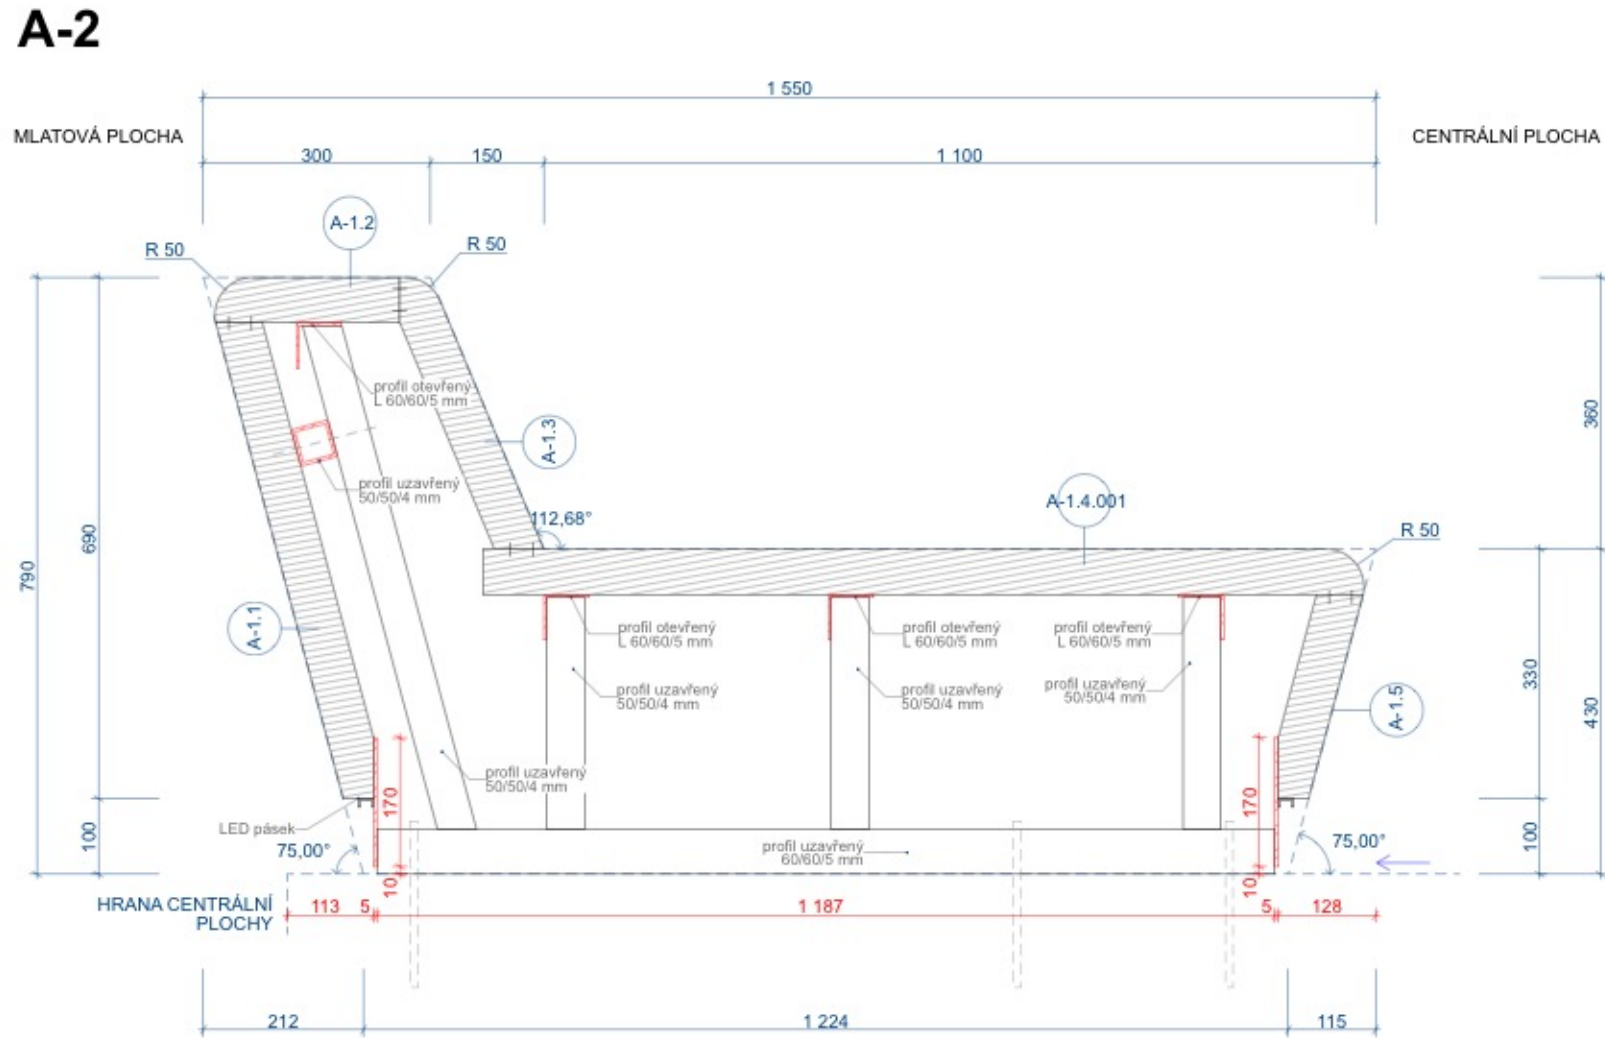 A-2
1 550
MLATOVÁ PLOCHA
CENTRÁLNÍ PLOCHA
300
150
1 100
A-1.2
R 50
R 50
profil otevřený
L 60/60/5 mm
360
A-1.3
profil uzavřený
50/50/4 mm
A-1.4.001
112,68°
R 50
690
790
A-1.1
profil otevřený
L 60/60/5 mm
profil otevřený
L 60/60/5 mm
profil otevřený
L 60/60/5 mm
profil uzavřený
50/50/4 mm
profil uzavřený
50/50/4 mm
profil uzavřený
50/50/4 mm
330
430
A-1.5
profil uzavřený
50/50/4 mm
170
170
LED pásek
100
75,00°
profil uzavřený
60/60/5 mm
75,00°
100
10
10
HRANA CENTRÁLNÍ
PLOCHY
113
5
1 187
5
128
212
1 224
115